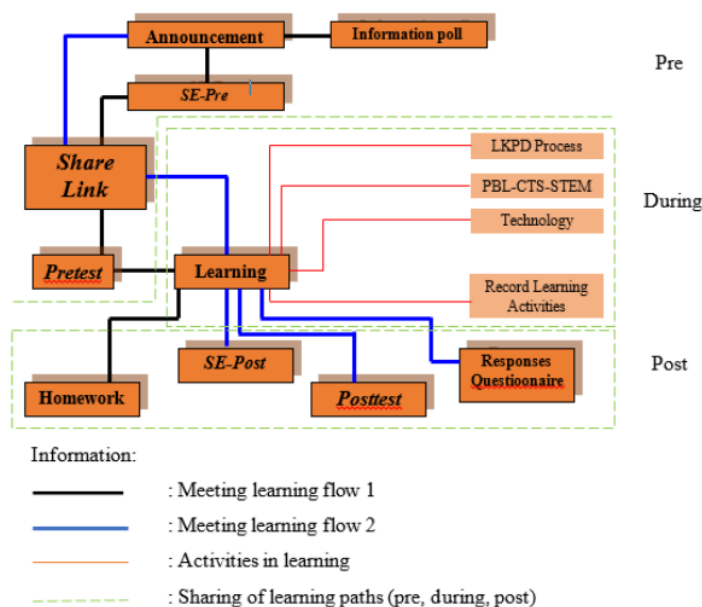 Announcement
Information poll
Pre
SE-Pre
Share
Link
LKPD Process
PBL-CTS-STEM
During
Technology
Pretest
Learning
Record Learning
Activities
SE-Post
Responses
Questionaire
Post
Homework
Posttest
Information:
: Meeting learning flow 1
: Meeting learning flow 2
: Activities in learning
: Sharing of learning paths (pre, during, post)